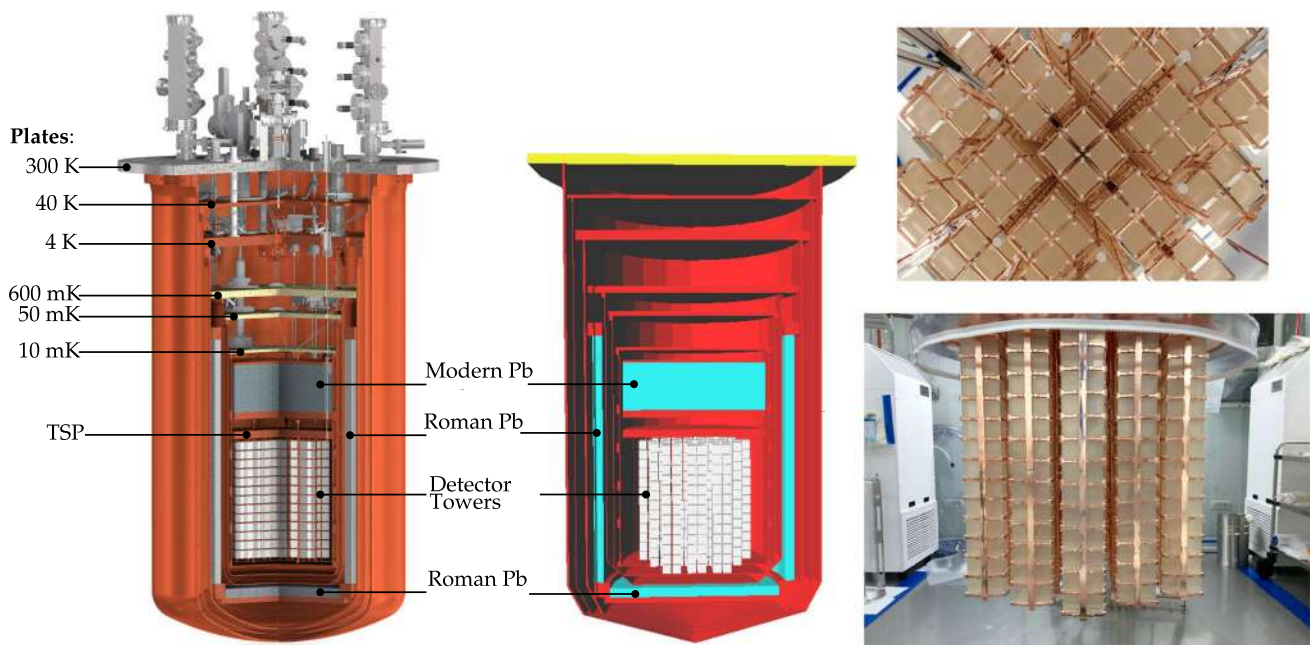 Plates:
300 K
40 K
4 K
600 mK
50 mK
10 mK
TSP
Modern Pb
Roman Pb
Detector
Towers
Roman Pb